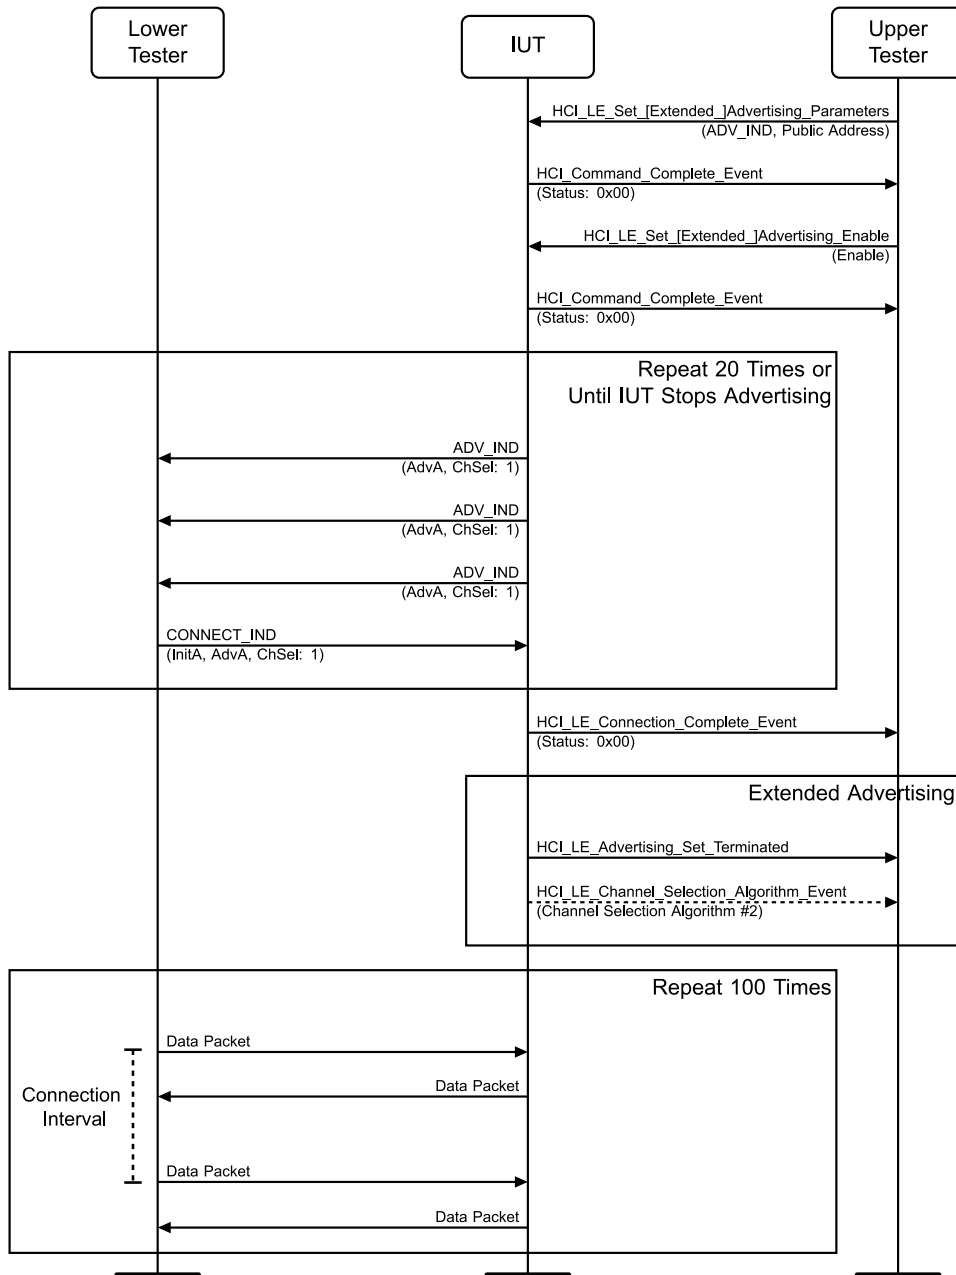 Lower
Tester
IUT
Upper
Tester
HCI_LE_Set_[Extended_]Advertising_Parameters
(ADV_IND, Public Address)
HCI_Command_Complete_Event
(Status: 0x00)
HCI_LE_Set_[Extended_]Advertising_Enable
(Enable)
HCI_Command_Complete_Event
(Status: 0x00)
Repeat 20 Times or
Until IUT Stops Advertising
ADV_IND
(AdvA, ChSel: 1)
ADV_IND
(AdvA, ChSel: 1)
ADV_IND
(AdvA, ChSel: 1)
CONNECT_IND
(InitA, AdvA, ChSel: 1)
HCI_LE_Connection_Complete_Event
(Status: 0x00)
Extended Advertising
HCI_LE_Advertising_Set_Terminated
HCI_LE_Channel_Selection_Algorithm_Event
(Channel Selection Algorithm #2)
Repeat 100 Times
Data Packet
Data Packet
Connection
Interval
Data Packet
Data Packet